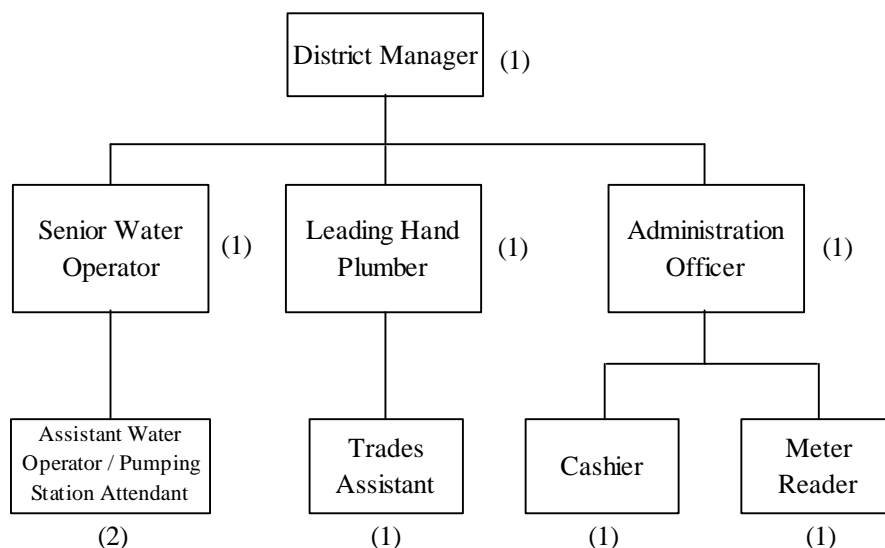 District Manager (1)
Senior Water
Operator
(1)
Leading Hand
Plumber
(1)
Administration
Officer
(1)
Assistant Water
Operator / Pumping
Station Attendant
(2)
Trades
Assistant
(1)
Cashier
(1)
Meter
Reader
(1)